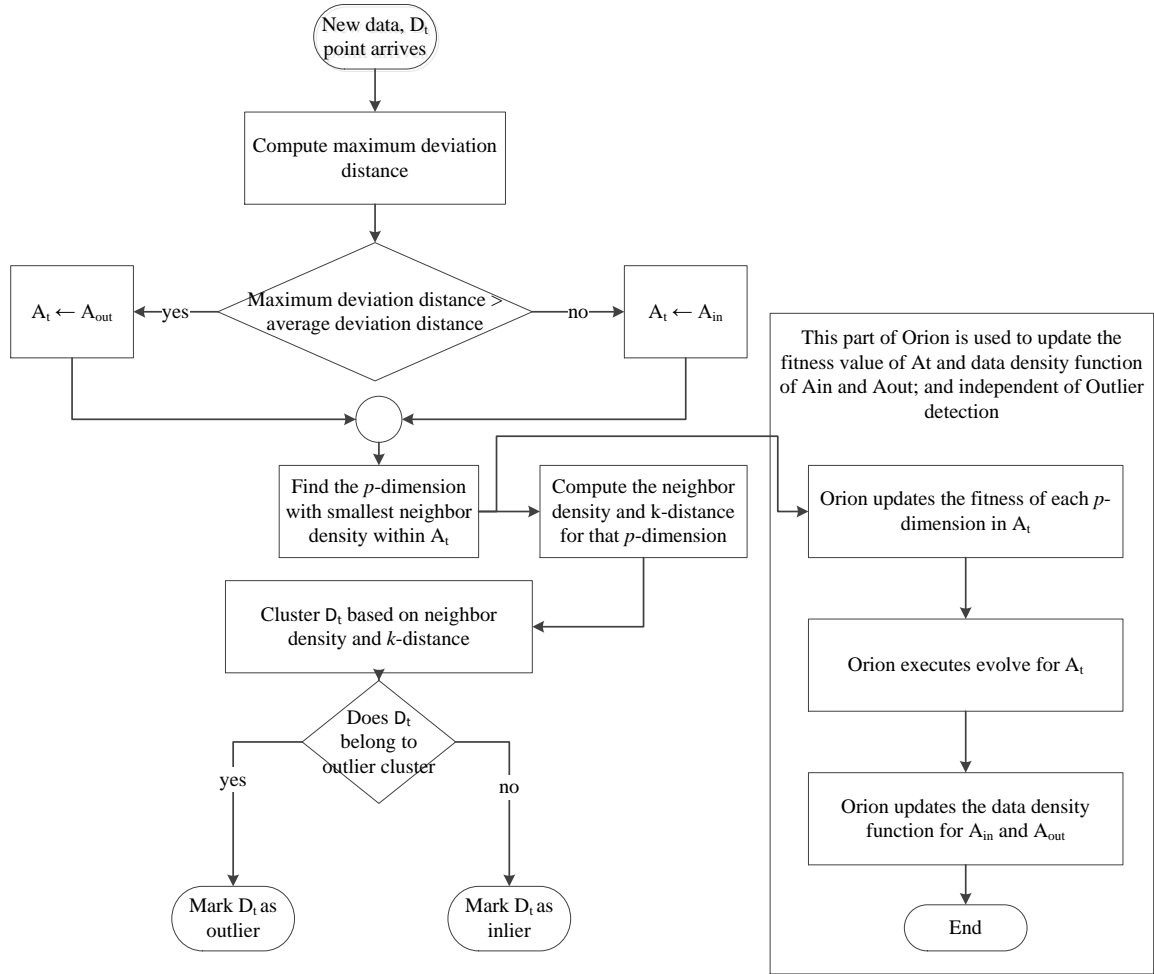 New data, Dₜ
point arrives
Compute maximum deviation
distance
Maximum deviation distance >
average deviation distance
yes
no
Aₜ ← Aout
Aₜ ← Ain
Find the p-dimension
with smallest neighbor
density within Aₜ
Compute the neighbor
density and k-distance
for that p-dimension
Cluster Dₜ based on neighbor
density and k-distance
Does Dₜ
belong to
outlier cluster
yes
no
Mark Dₜ as
outlier
Mark Dₜ as
inlier
This part of Orion is used to update the
fitness value of At and data density function
of Ain and Aout; and independent of Outlier
detection
Orion updates the fitness of each p-
dimension in Aₜ
Orion executes evolve for Aₜ
Orion updates the data density
function for Ain and Aout
End